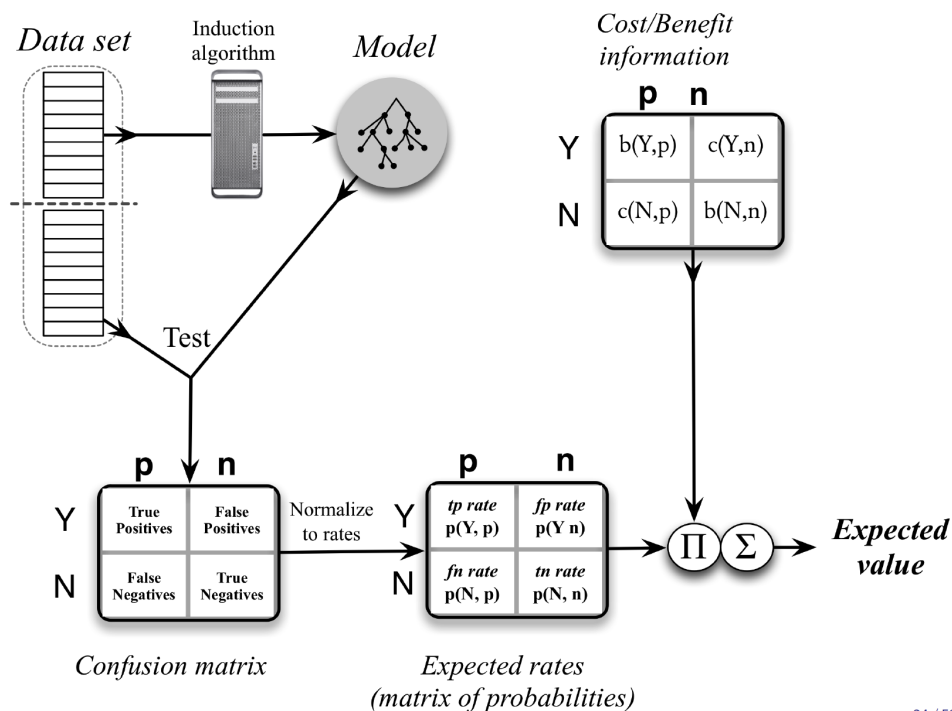 Data set
Induction
algorithm
Model
Cost/Benefit
information
p n
Y b(Y,p) c(Y,n)
N c(N,p) b(N,n)
Test
p n
Y True Positives False Positives
N False Negatives True Negatives
Confusion matrix
Normalize
to rates
p n
Y tp rate p(Y, p) fp rate p(Y n)
N fn rate p(N, p) tn rate p(N, n)
Expected rates
(matrix of probabilities)
Π Σ
Expected
value